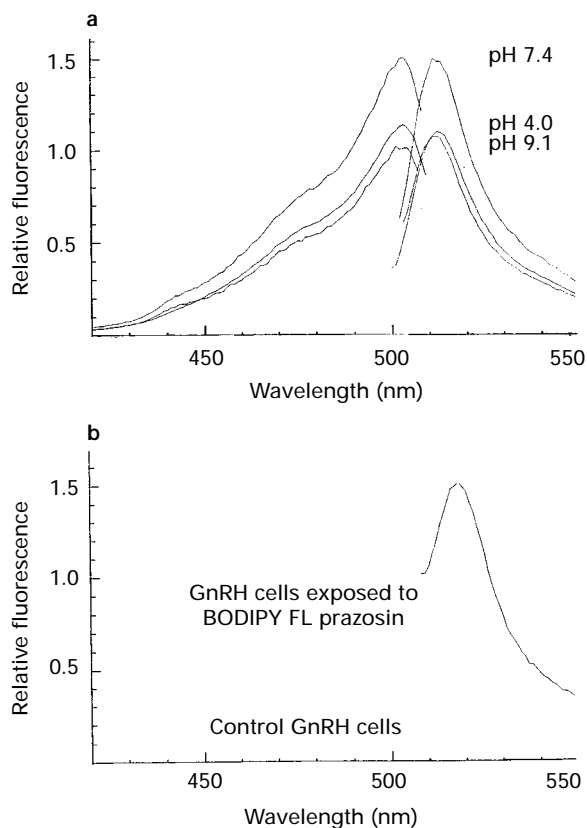 a
1.5
1.0
0.5
Relative fluorescence
pH 7.4
pH 4.0
pH 9.1
450
500
550
Wavelength (nm)
b
1.5
1.0
0.5
Relative fluorescence
GnRH cells exposed to
BODIPY FL prazosin
Control GnRH cells
450
500
550
Wavelength (nm)